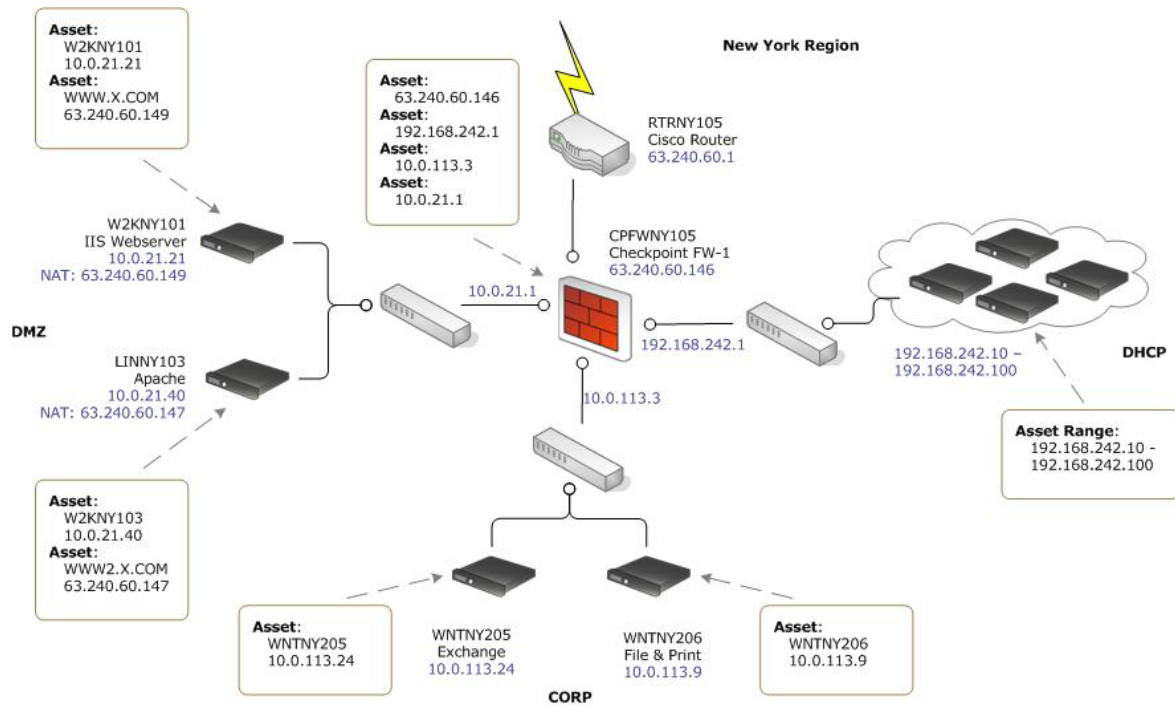 New York Region
Asset:
W2KNY101
10.0.21.21
Asset:
WWW.X.COM
63.240.60.149
Asset:
63.240.60.146
Asset:
192.168.242.1
Asset:
10.0.113.3
Asset:
10.0.21.1
RTRNY105
Cisco Router
63.240.60.1
W2KNY101
IIS Webserver
10.0.21.21
NAT: 63.240.60.149
CPFWNY105
Checkpoint FW-1
63.240.60.146
10.0.21.1
DMZ
192.168.242.1
192.168.242.10 –
192.168.242.100
DHCP
LINNY103
Apache
10.0.21.40
NAT: 63.240.60.147
10.0.113.3
Asset Range:
192.168.242.10 -
192.168.242.100
Asset:
W2KNY103
10.0.21.40
Asset:
WWW2.X.COM
63.240.60.147
Asset:
WNTNY205
10.0.113.24
WNTNY205
Exchange
10.0.113.24
WNTNY206
File & Print
10.0.113.9
Asset:
WNTNY206
10.0.113.9
CORP